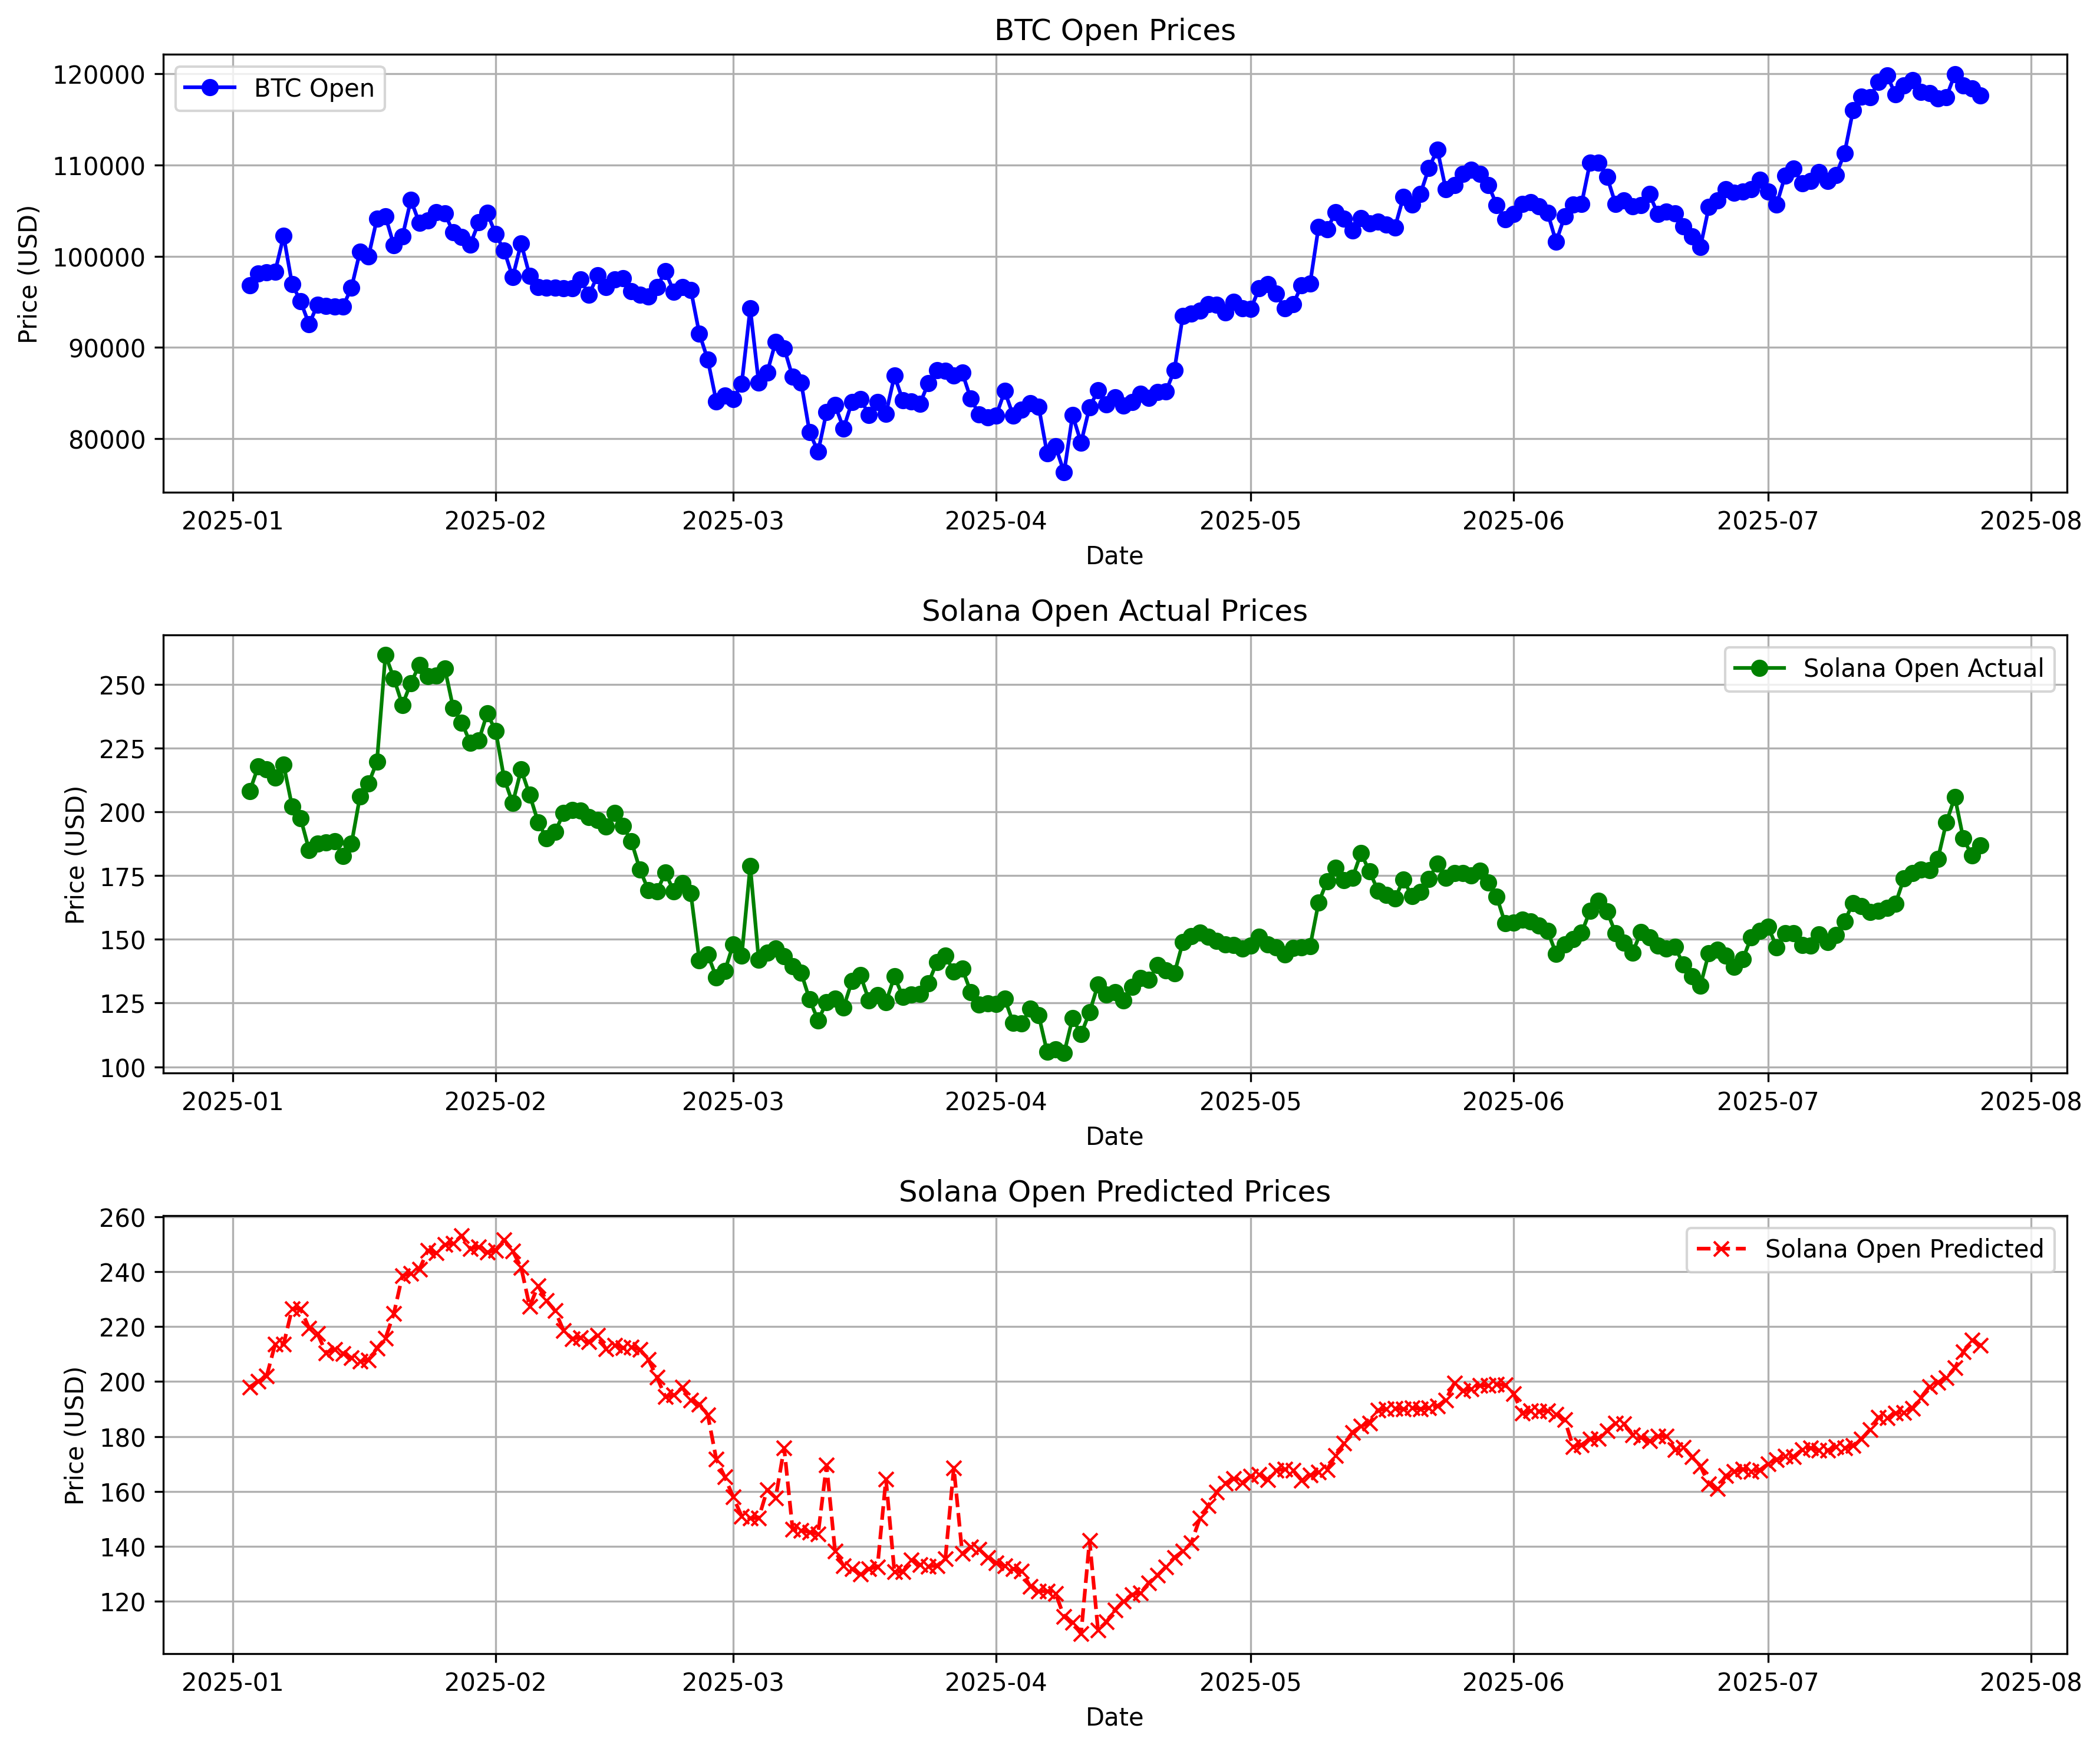 BTC Open Prices
BTC Open
120000
110000
100000
90000
80000
Price (USD)
2025-01 2025-02 2025-03 2025-04 2025-05 2025-06 2025-07 2025-08
Date
Solana Open Actual Prices
Solana Open Actual
250
225
200
175
150
125
100
Price (USD)
2025-01 2025-02 2025-03 2025-04 2025-05 2025-06 2025-07 2025-08
Date
Solana Open Predicted Prices
Solana Open Predicted
260
240
220
200
180
160
140
120
Price (USD)
2025-01 2025-02 2025-03 2025-04 2025-05 2025-06 2025-07 2025-08
Date